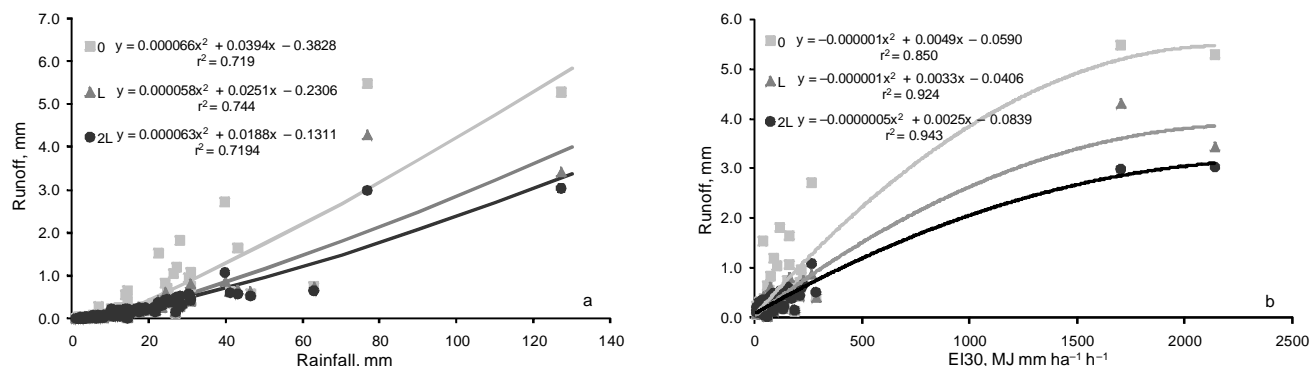 7.0
6.0
5.0
4.0
3.0
2.0
1.0
0.0
Runoff, mm
0 y = 0.000066x² + 0.0394x – 0.3828
r² = 0.719
L y = 0.000058x² + 0.0251x – 0.2306
r² = 0.744
2L y = 0.000063x² + 0.0188x – 0.1311
r² = 0.7194
a
0 20 40 60 80 100 120 140
Rainfall, mm
6.0
5.0
4.0
3.0
2.0
1.0
0.0
Runoff, mm
0 y = –0.000001x² + 0.0049x – 0.0590
r² = 0.850
L y = –0.000001x² + 0.0033x – 0.0406
r² = 0.924
2L y = –0.0000005x² + 0.0025x – 0.0839
r² = 0.943
b
0 500 1000 1500 2000 2500
EI30, MJ mm ha⁻¹ h⁻¹